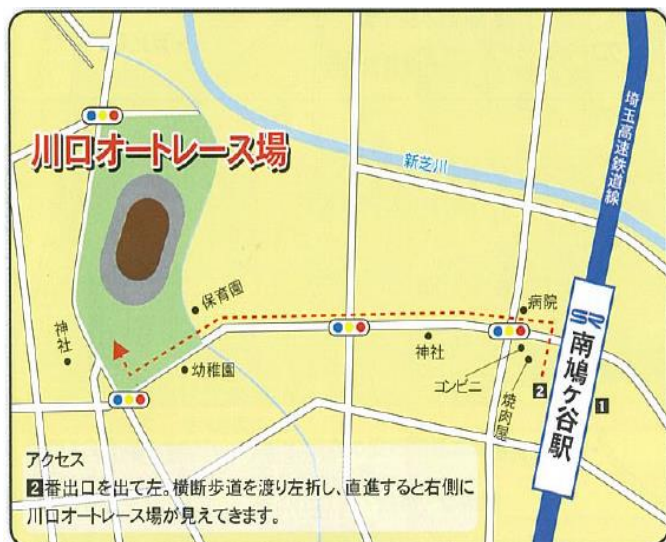 川口オートレース場
埼玉高速鉄道線
新芝川
保育園
病院
神社
神社
幼稚園
コンビニ
焼肉屋
SR
南鳩ヶ谷駅
2
1
アクセス
2番出口を出て左。横断歩道を渡り左折し、直進すると右側に
川口オートレース場が見えてきます。